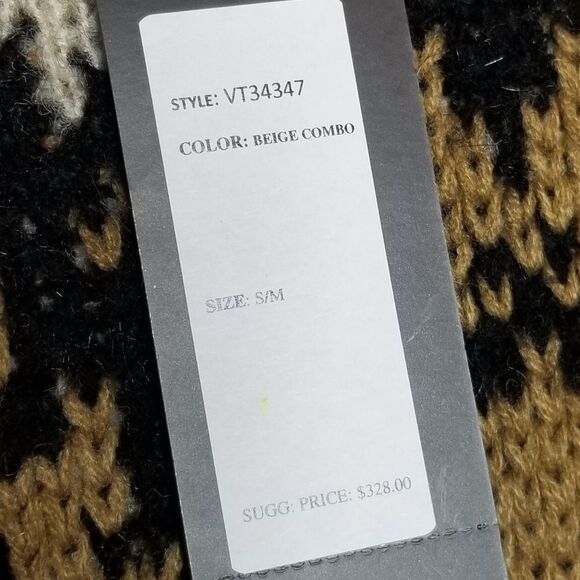 STYLE: VT34347
COLOR: BEIGE COMBO
SIZE: S/M
SUGG: PRICE: $328.00